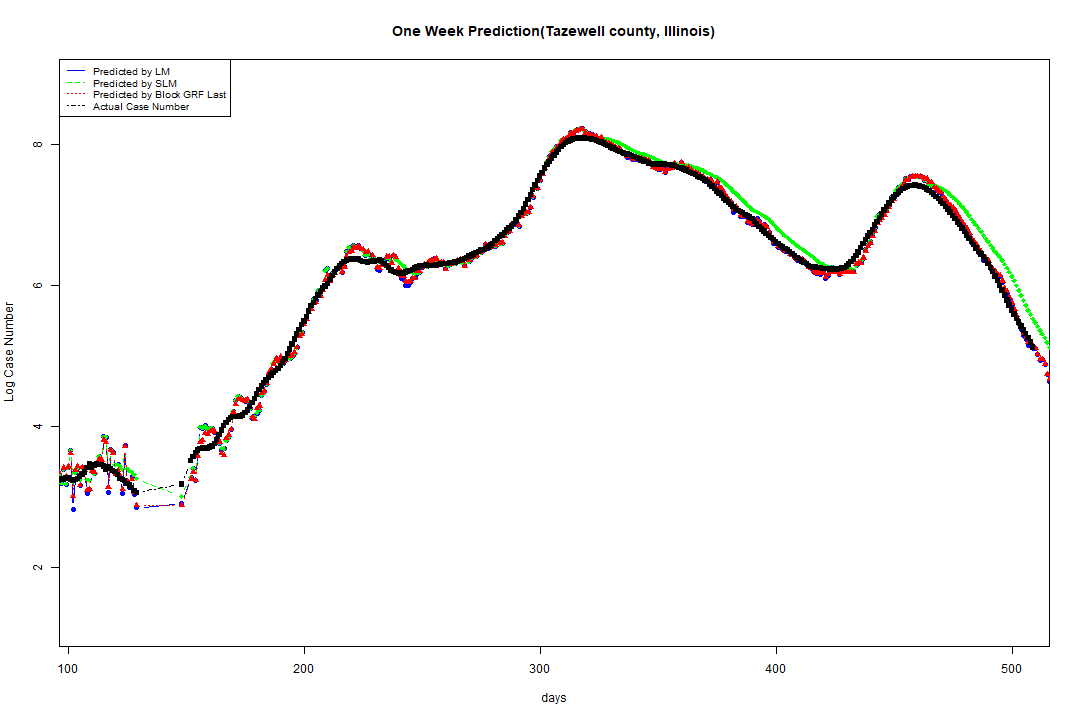 One Week Prediction(Tazewell county, Illinois)
Predicted by LM
Predicted by SLM
Predicted by Block GRF Last
Actual Case Number
Log Case Number
8
6
4
2
100 200 300 400 500
days